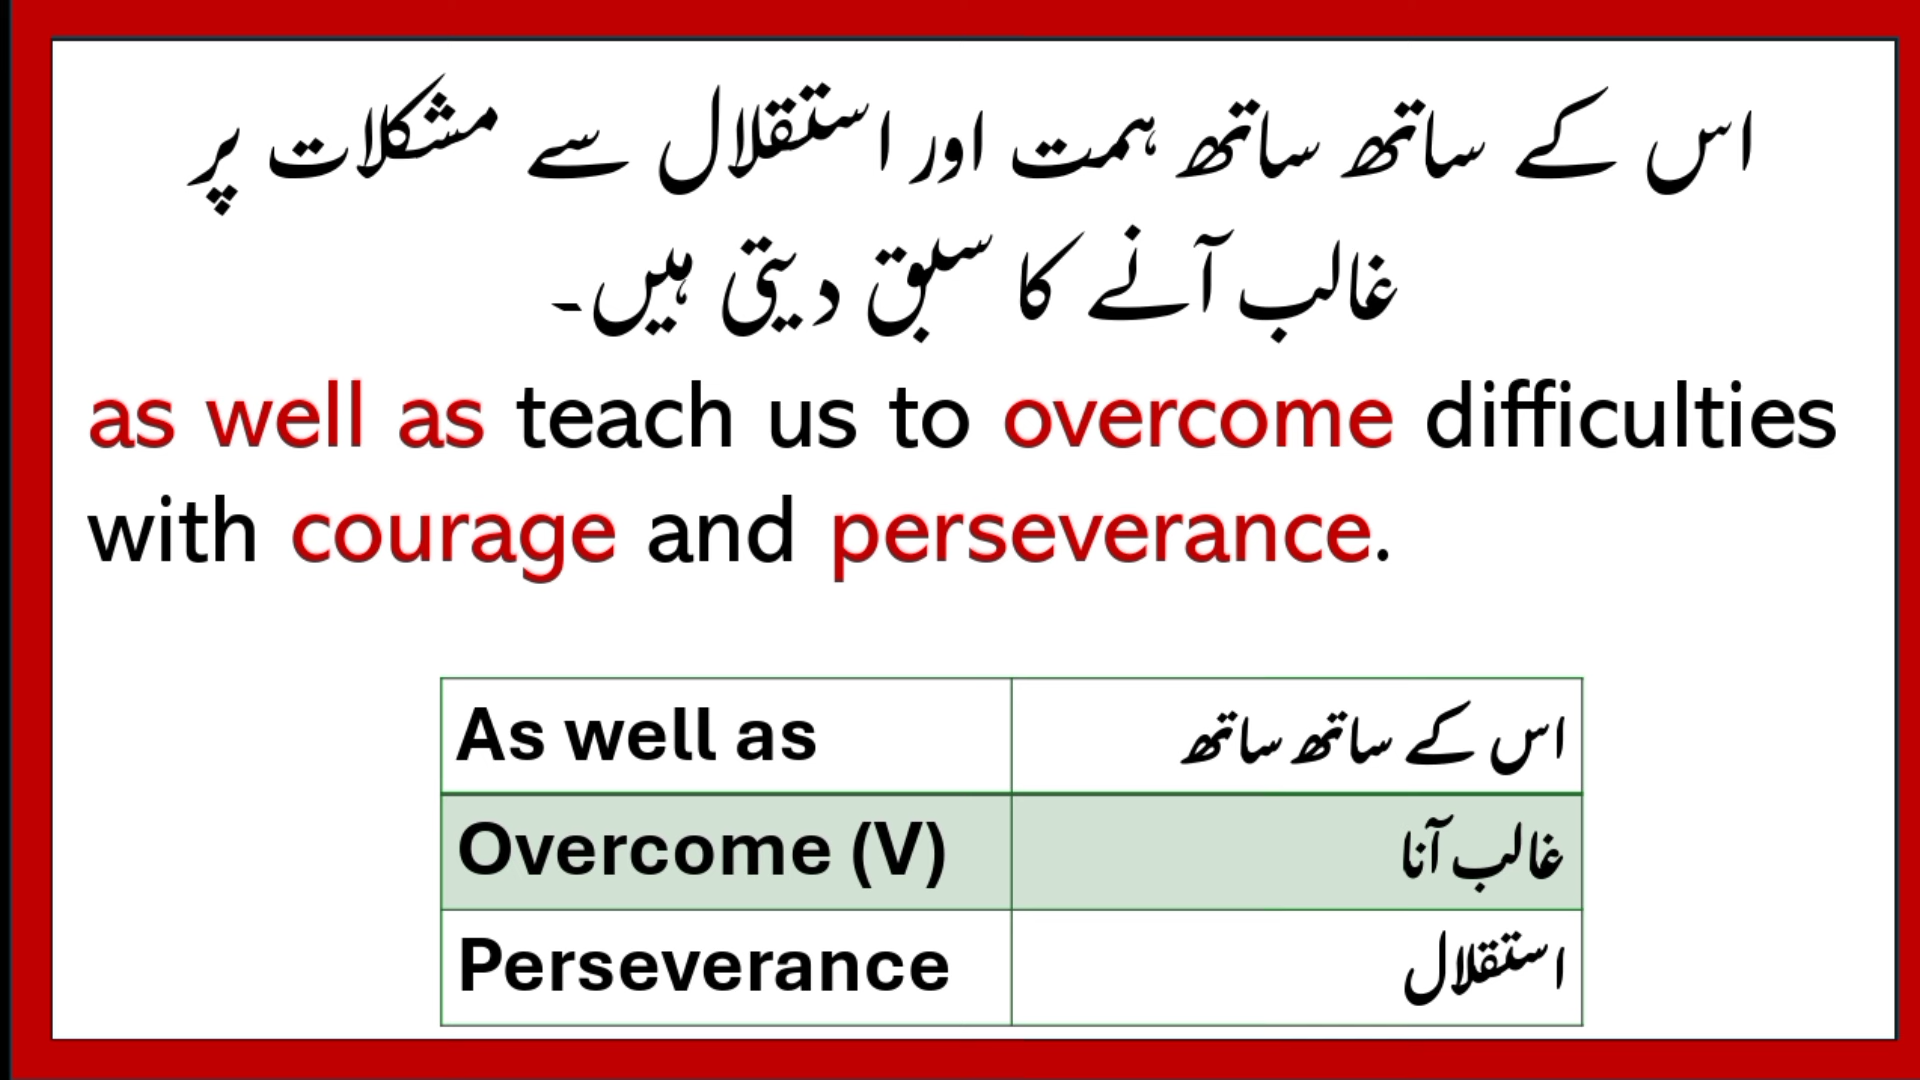 اس کے ساتھ ساتھ ہمت اور استقلال سے مشکلات پر
غالب آنے کا سبق دیتی ہیں۔
as well as teach us to overcome difficulties
with courage and perseverance.
As well as اس کے ساتھ ساتھ
Overcome (V) غالب آنا
Perseverance استقلال